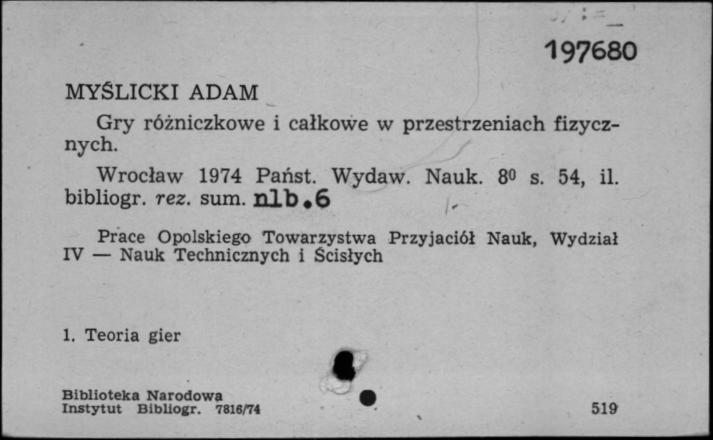 197680
MYŚLICKI ADAM
Gry różniczkowe i całkowe w przestrzeniach fizycz-
nych.
Wrocław 1974 Państ. Wydaw. Nauk. 8⁰ s. 54, il.
bibliogr. rez. sum. nlb.6
Prace Opolskiego Towarzystwa Przyjaciół Nauk, Wydział
IV — Nauk Technicznych i Ścisłych
1. Teoria gier
Biblioteka Narodowa
Instytut Bibliogr. 7816/74
519